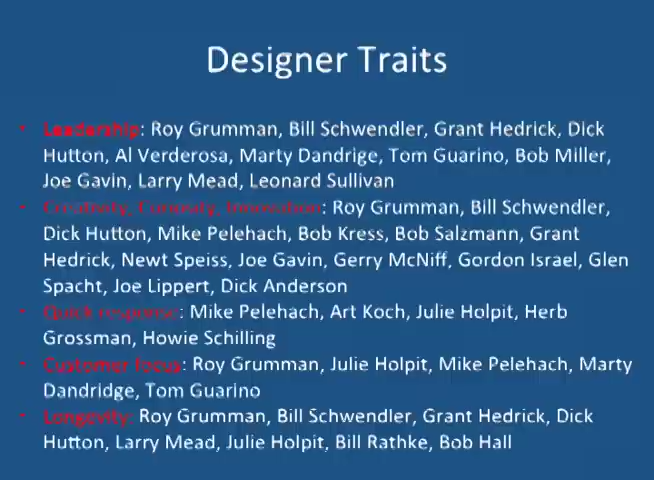 Designer Traits
• Leadership: Roy Grumman, Bill Schwendler, Grant Hedrick, Dick
Hutton, Al Verderosa, Marty Dandrige, Tom Guarino, Bob Miller,
Joe Gavin, Larry Mead, Leonard Sullivan
• Creativity, Curiosity, Innovation: Roy Grumman, Bill Schwendler,
Dick Hutton, Mike Pelehach, Bob Kress, Bob Salzmann, Grant
Hedrick, Newt Speiss, Joe Gavin, Gerry McNiff, Gordon Israel, Glen
Spacht, Joe Lippert, Dick Anderson
• Quick response: Mike Pelehach, Art Koch, Julie Holpit, Herb
Grossman, Howie Schilling
• Customer focus: Roy Grumman, Julie Holpit, Mike Pelehach, Marty
Dandridge, Tom Guarino
• Longevity: Roy Grumman, Bill Schwendler, Grant Hedrick, Dick
Hutton, Larry Mead, Julie Holpit, Bill Rathke, Bob Hall